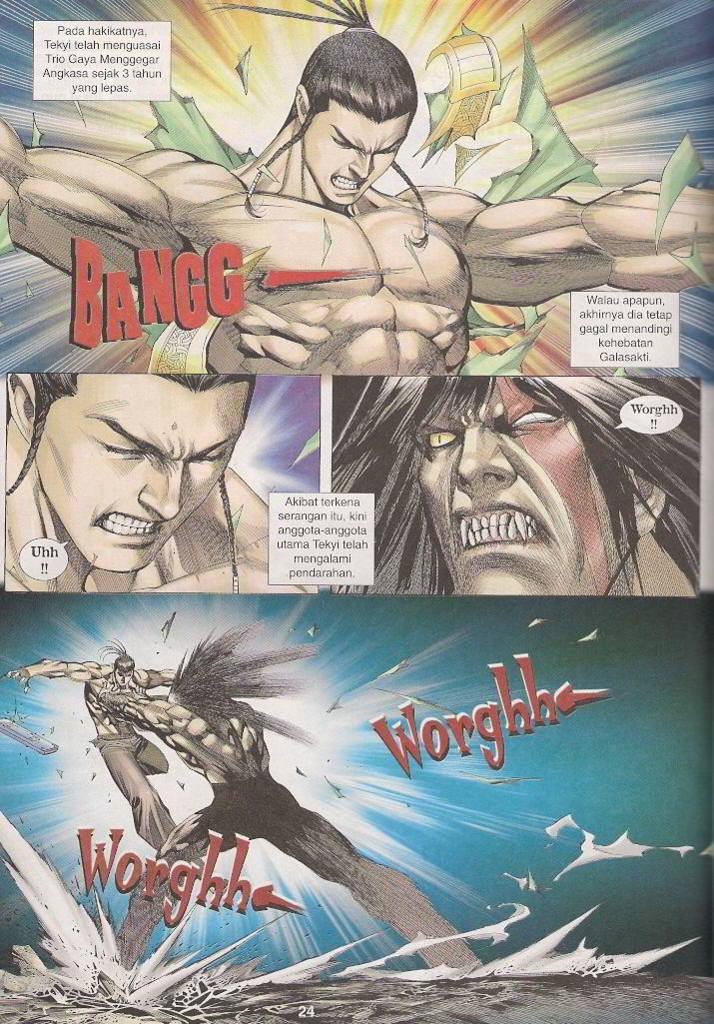 Pada hakikatnya,
Tekyi telah menguasai
Trio Gaya Menggegar
Angkasa sejak 3 tahun
yang lepas.
BANGG
Walau apapun,
akhirnya dia tetap
gagal menandingi
kehebatan
Galasakti.
Uhh
!!
Akibat terkena
serangan itu, kini
anggota-anggota
utama Tekyi telah
mengalami
pendarahan.
Worghh
!!
Worghh
Worghh
24